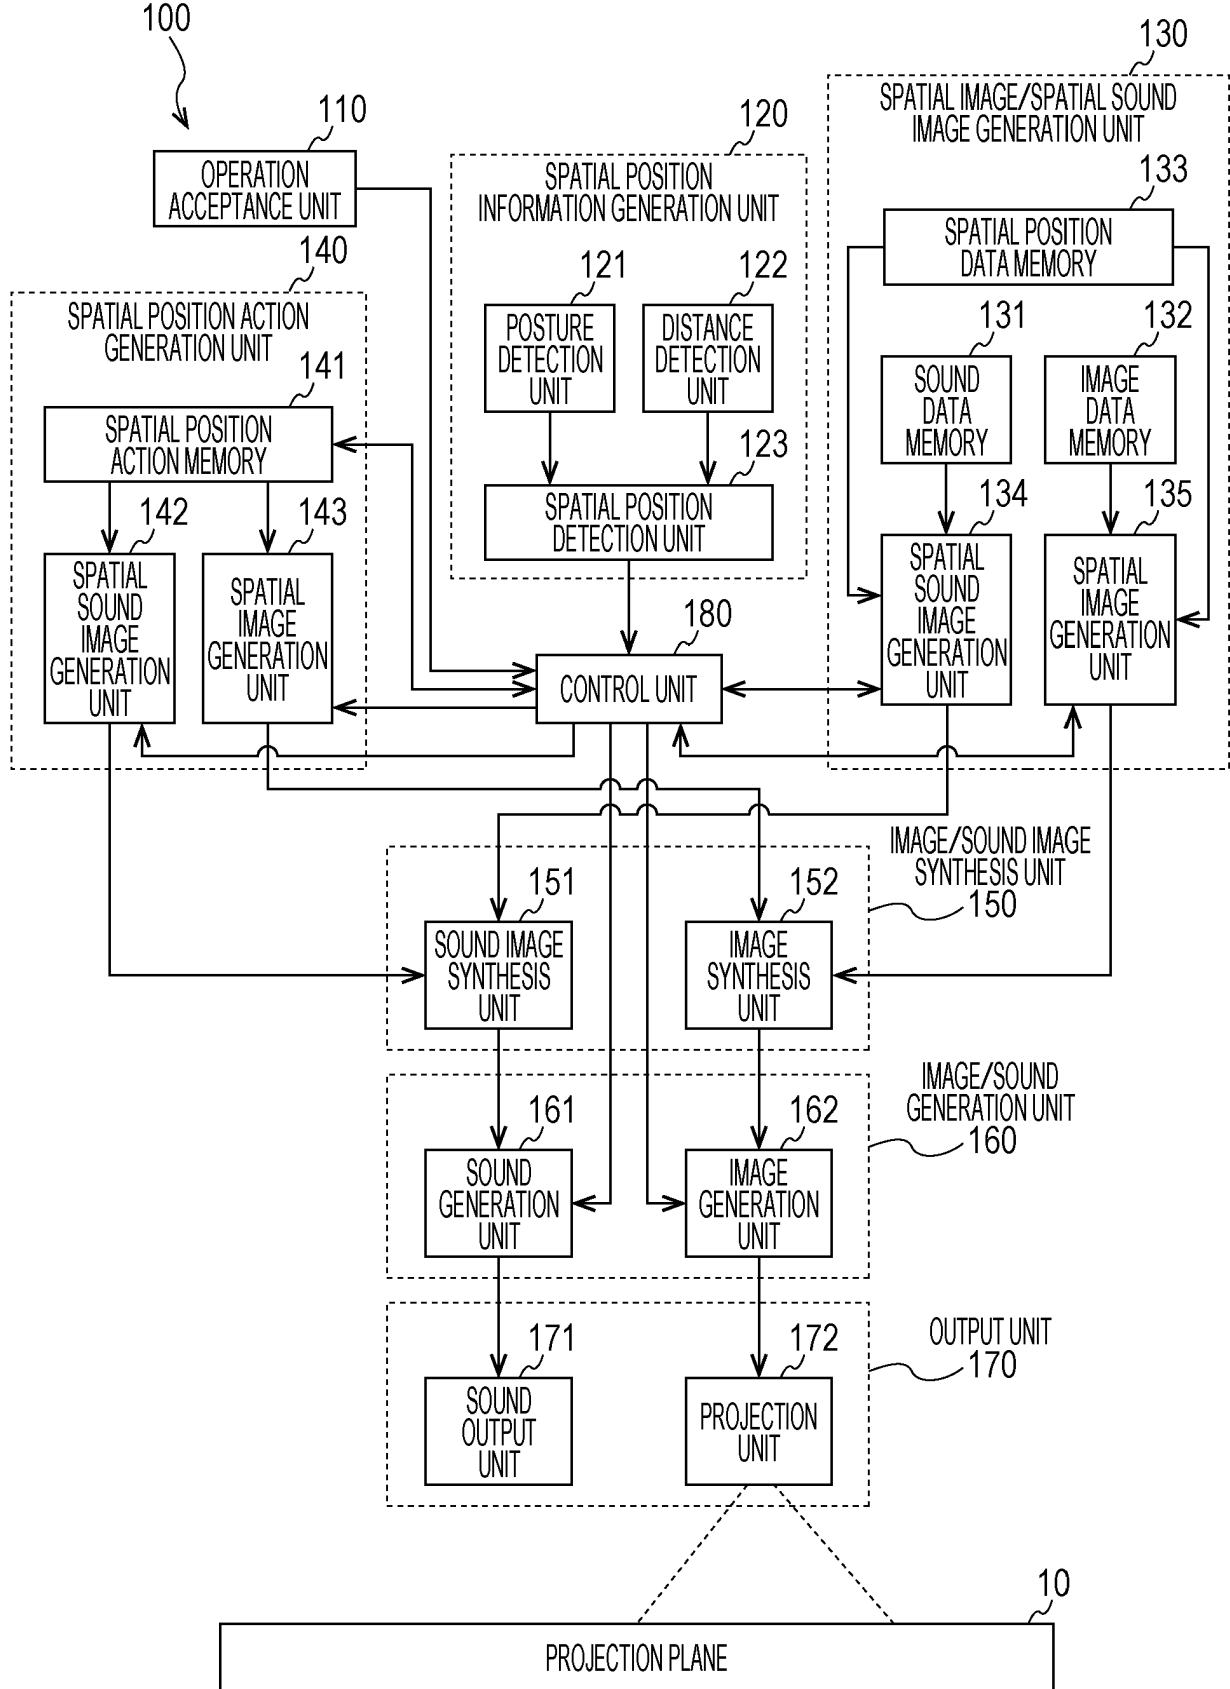 100
110
OPERATION
ACCEPTANCE UNIT
120
SPATIAL POSITION
INFORMATION GENERATION UNIT
121
POSTURE
DETECTION
UNIT
122
DISTANCE
DETECTION
UNIT
123
SPATIAL POSITION
DETECTION UNIT
130
SPATIAL IMAGE/SPATIAL SOUND
IMAGE GENERATION UNIT
133
SPATIAL POSITION
DATA MEMORY
131
SOUND
DATA
MEMORY
132
IMAGE
DATA
MEMORY
134
SPATIAL
SOUND
IMAGE
GENERATION
UNIT
135
SPATIAL
IMAGE
GENERATION
UNIT
140
SPATIAL POSITION ACTION
GENERATION UNIT
141
SPATIAL POSITION
ACTION MEMORY
142
SPATIAL
SOUND
IMAGE
GENERATION
UNIT
143
SPATIAL
IMAGE
GENERATION
UNIT
180
CONTROL UNIT
IMAGE/SOUND IMAGE
SYNTHESIS UNIT
150
151
SOUND IMAGE
SYNTHESIS
UNIT
152
IMAGE
SYNTHESIS
UNIT
IMAGE/SOUND
GENERATION UNIT
160
161
SOUND
GENERATION
UNIT
162
IMAGE
GENERATION
UNIT
OUTPUT UNIT
170
171
SOUND
OUTPUT
UNIT
172
PROJECTION
UNIT
10
PROJECTION PLANE